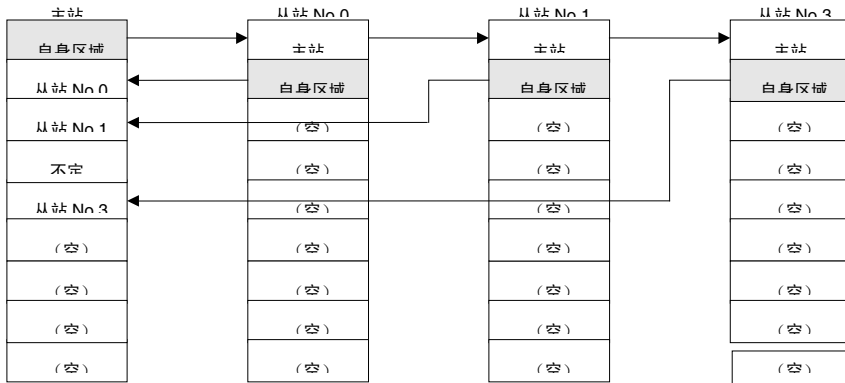 主站 从站 No.0 从站 No.1 从站 No.3
自身区域 主站 主站 主站
从站 No.0 自身区域 自身区域 自身区域
从站 No.1 （空） （空） （空）
不定 （空） （空） （空）
从站 No.3 （空） （空） （空）
（空） （空） （空） （空）
（空） （空） （空） （空）
（空） （空） （空） （空）
（空） （空） （空） （空）